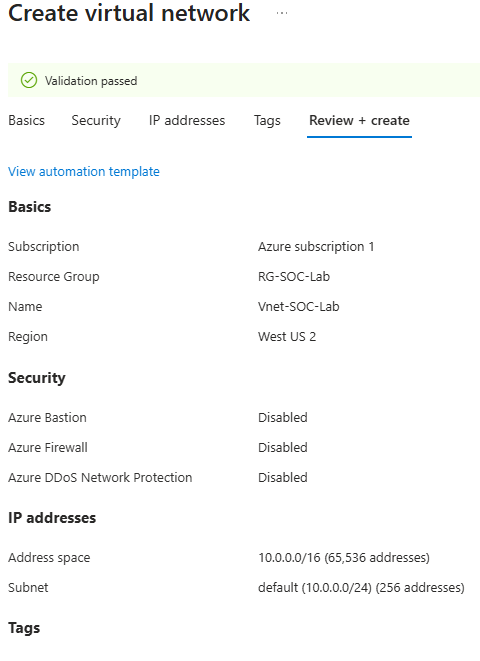 Create virtual network ...
Validation passed
Basics Security IP addresses Tags Review + create
View automation template
Basics
Subscription Azure subscription 1
Resource Group RG-SOC-Lab
Name Vnet-SOC-Lab
Region West US 2
Security
Azure Bastion Disabled
Azure Firewall Disabled
Azure DDoS Network Protection Disabled
IP addresses
Address space 10.0.0.0/16 (65,536 addresses)
Subnet default (10.0.0.0/24) (256 addresses)
Tags